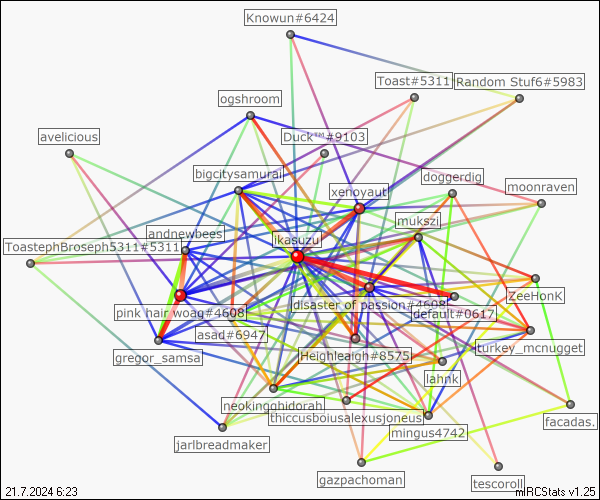 Knowun#6424
Toast#5311
Random Stuf6#5983
ogshroom
avelicious
Duck™#9103
bigcitysamurai
doggerdig
xenoyaut
moonraven
mukszi
andnewbees
ikasuzu
ToastephBroseph5311#5311
disaster of passion#4698
ZeeHonK
pink hair woag#4608
default#0617
asad#6947
turkey_mcnugget
gregor_samsa
Heighleaigh#8575
lahnk
neokingghidorah
thiccusboiusalexusjoneus
facadas.
mingus4742
jarlbreadmaker
gazpachoman
tescoroll
21.7.2024 6:23
mIRCStats v1.25